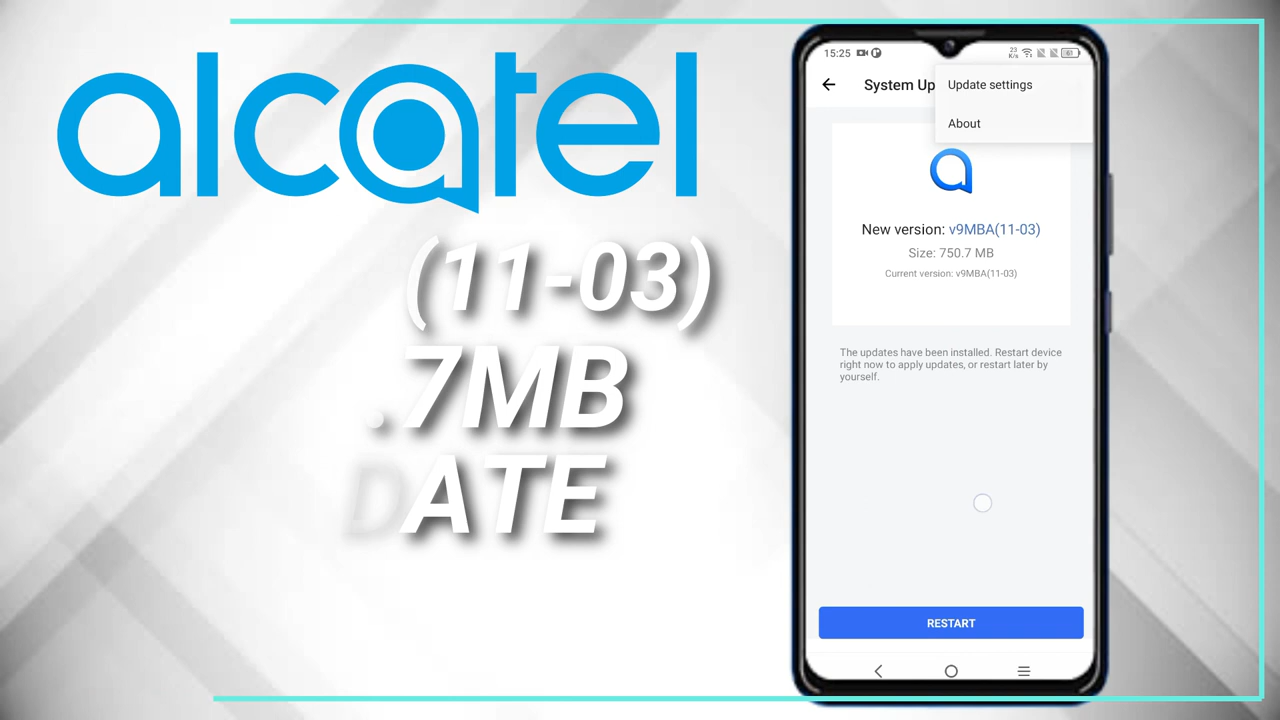 alcatel
(11-03)
.7MB
DATE
15:25
23
K/s
System Up
Update settings
About
New version: v9MBA(11-03)
Size: 750.7 MB
Current version: v9MBA(11-03)
The updates have been installed. Restart device
right now to apply updates, or restart later by
yourself.
RESTART